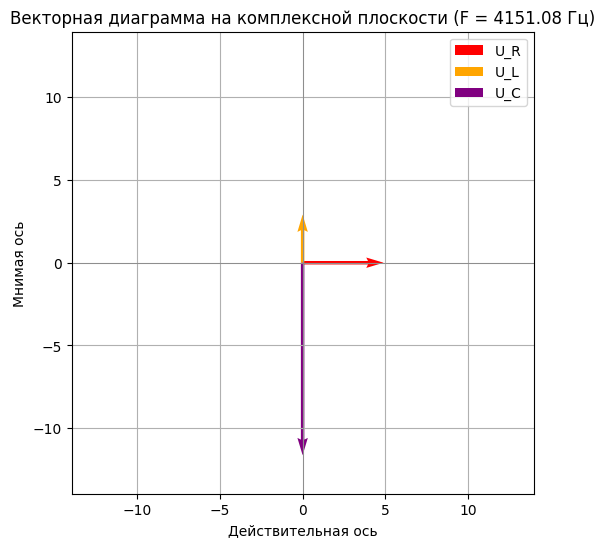 Векторная диаграмма на комплексной плоскости (F = 4151.08 Гц)
U_R
U_L
U_C
10
5
0
−5
−10
Мнимая ось
−10
−5
0
5
10
Действительная ось